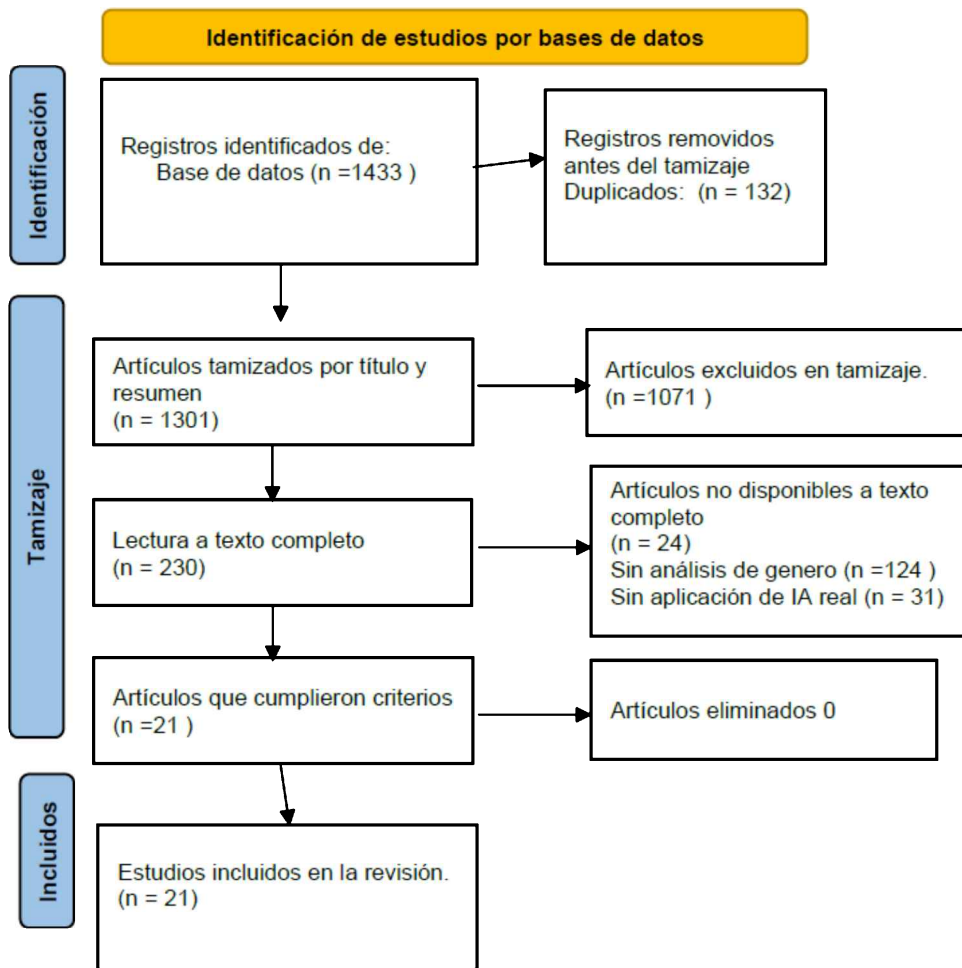 Identificación de estudios por bases de datos
Identificación
Registros identificados de:
Base de datos (n =1433 )
Registros removidos
antes del tamizaje
Duplicados: (n = 132)
Tamizaje
Artículos tamizados por título y
resumen
(n = 1301)
Artículos excluidos en tamizaje.
(n =1071 )
Lectura a texto completo
(n = 230)
Artículos no disponibles a texto
completo
(n = 24)
Sin análisis de genero (n =124 )
Sin aplicación de IA real (n = 31)
Artículos que cumplieron criterios
(n =21 )
Artículos eliminados 0
Incluidos
Estudios incluidos en la revisión.
(n = 21)